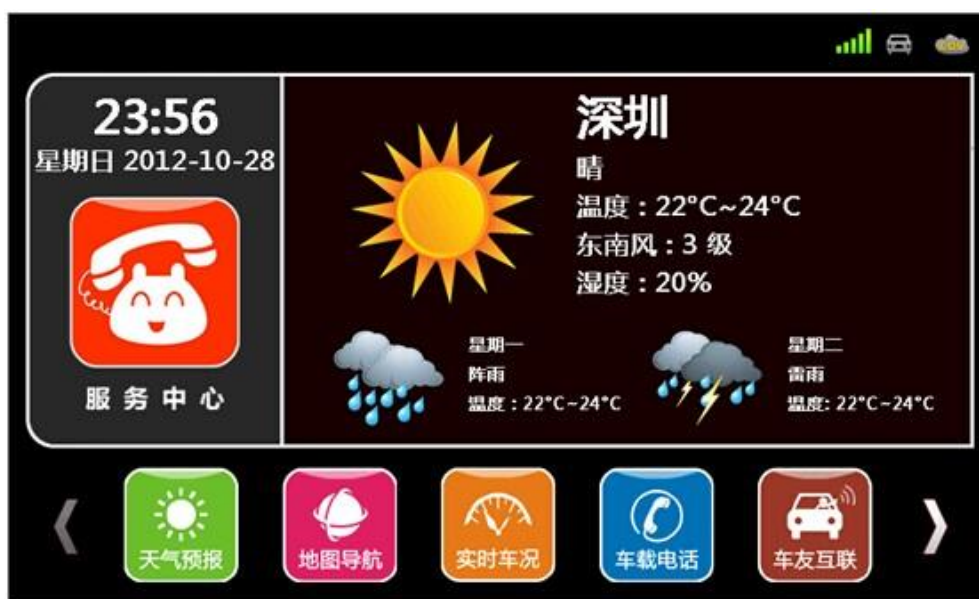 23:56
星期日 2012-10-28
服务中心
深圳
晴
温度：22°C~24°C
东南风：3 级
湿度：20%
星期一
阵雨
温度：22°C~24°C
星期二
雷雨
温度: 22°C~24°C
天气预报
地图导航
实时车况
车载电话
车友互联